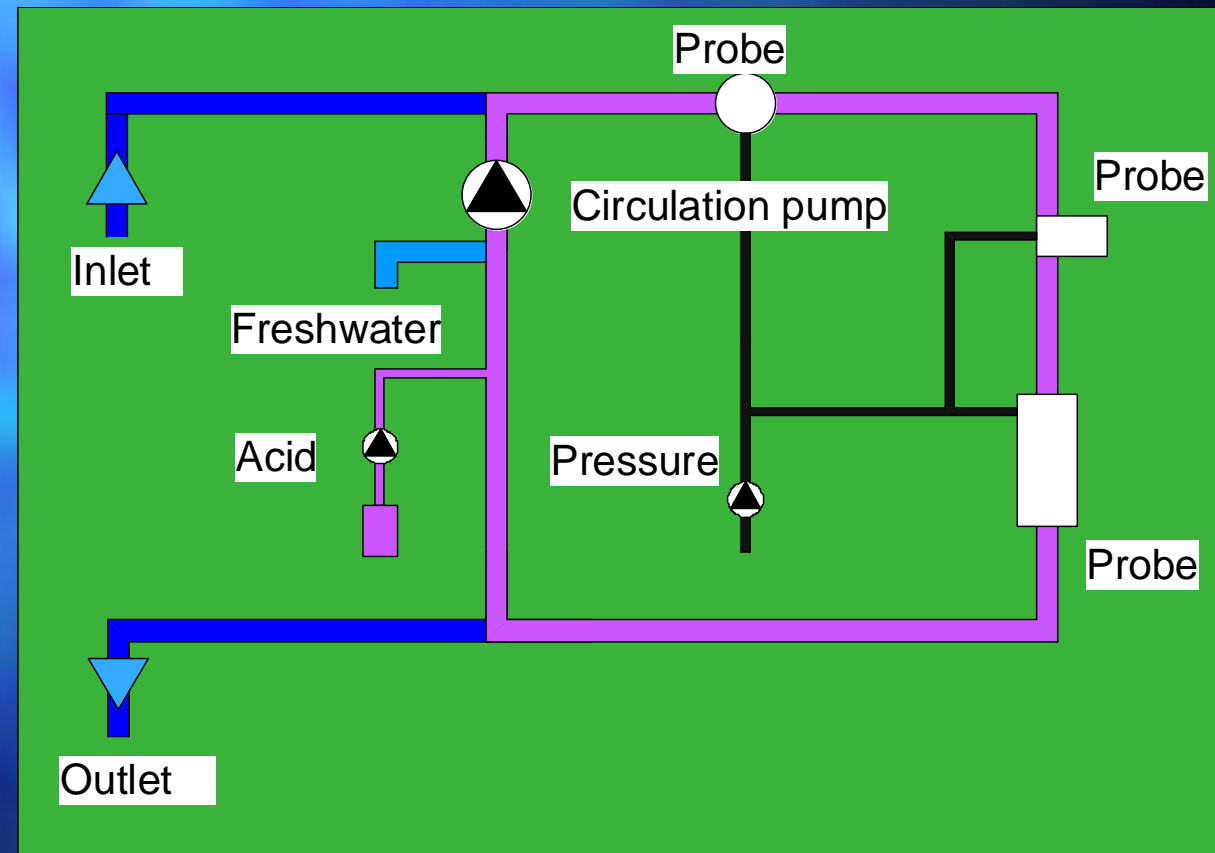 Probe
Probe
Circulation pump
Inlet
Freshwater
Acid
Pressure
Probe
Outlet